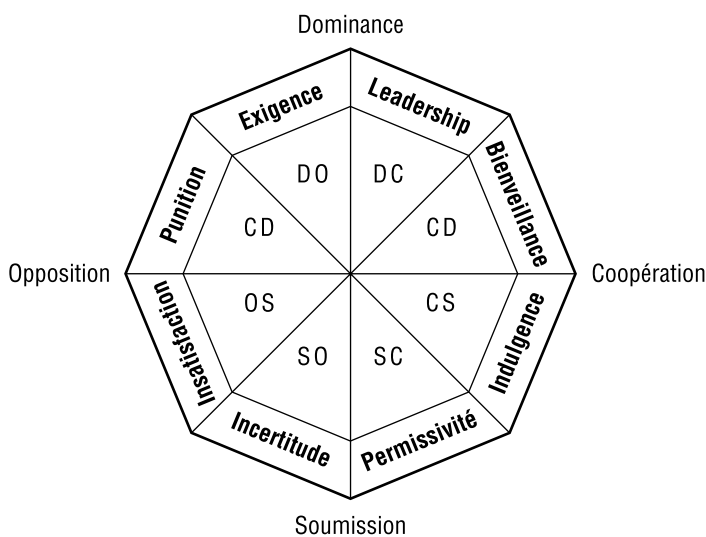 Dominance
Exigence
Leadership
Punition
DO
DC
Bienveillance
CD
CD
Opposition
Coopération
Insatisfaction
OS
CS
Indulgence
SO
SC
Incertitude
Permissivité
Soumission